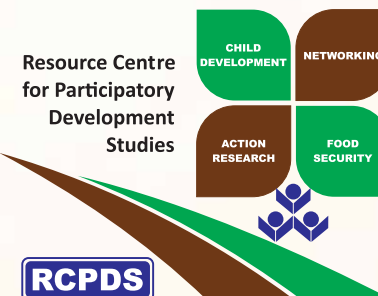 Resource Centre
for Participatory
Development
Studies
CHILD
DEVELOPMENT
NETWORKING
ACTION
RESEARCH
FOOD
SECURITY
RCPDS